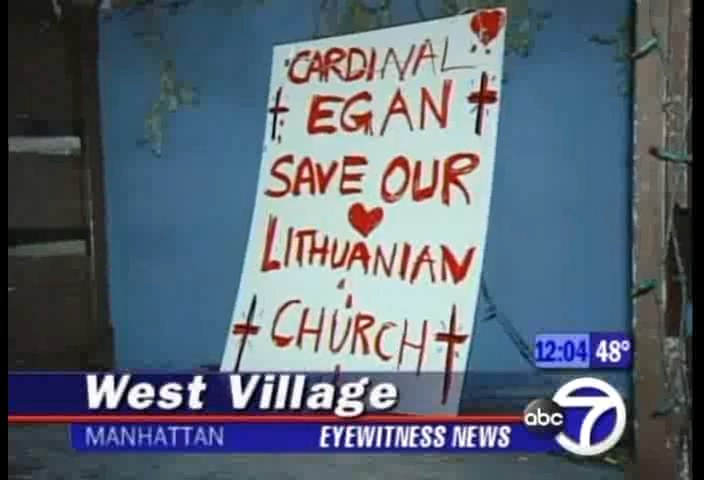 CARDINAL
EGAN
SAVE OUR
LITHUANIAN
CHURCH
12:04 48°
West Village
abc 7
MANHATTAN EYEWITNESS NEWS